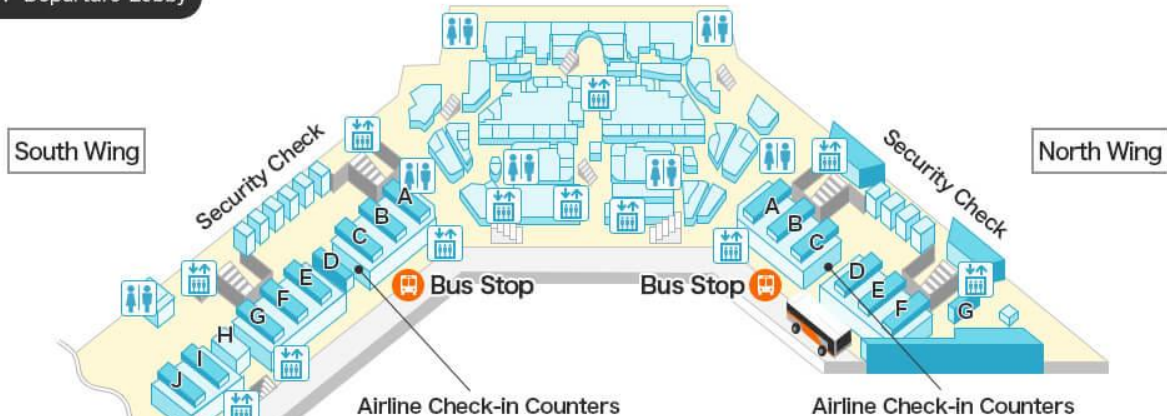 Departure Lobby
South Wing
Security Check
A
B
C
D
E
F
G
H
I
J
Bus Stop
Airline Check-in Counters
North Wing
Security Check
A
B
C
D
E
F
G
Bus Stop
Airline Check-in Counters